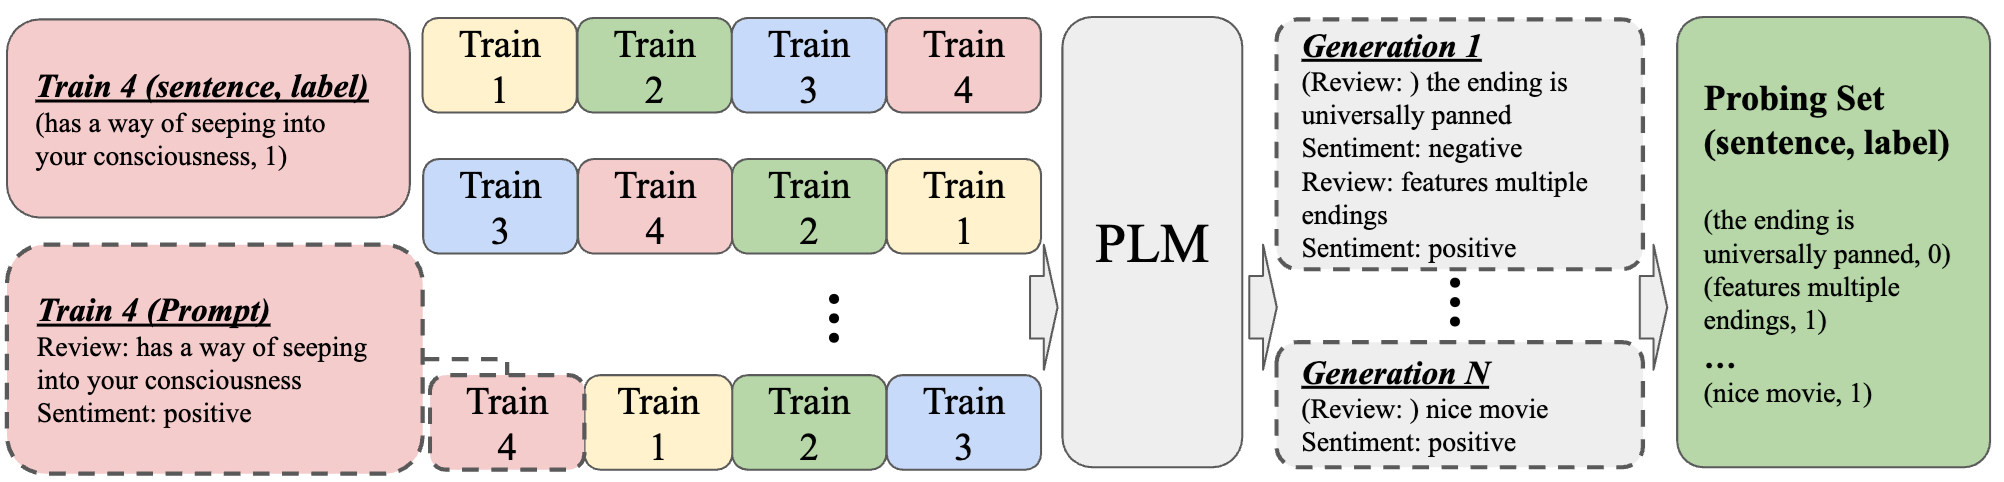 Train 4 (sentence, label)
(has a way of seeping into
your consciousness, 1)
Train 4 (Prompt)
Review: has a way of seeping
into your consciousness
Sentiment: positive
Train
1
Train
2
Train
3
Train
4
Train
3
Train
4
Train
2
Train
1
Train
4
Train
1
Train
2
Train
3
PLM
Generation 1
(Review: ) the ending is
universally panned
Sentiment: negative
Review: features multiple
endings
Sentiment: positive
Generation N
(Review: ) nice movie
Sentiment: positive
Probing Set
(sentence, label)
(the ending is
universally panned, 0)
(features multiple
endings, 1)
...
(nice movie, 1)